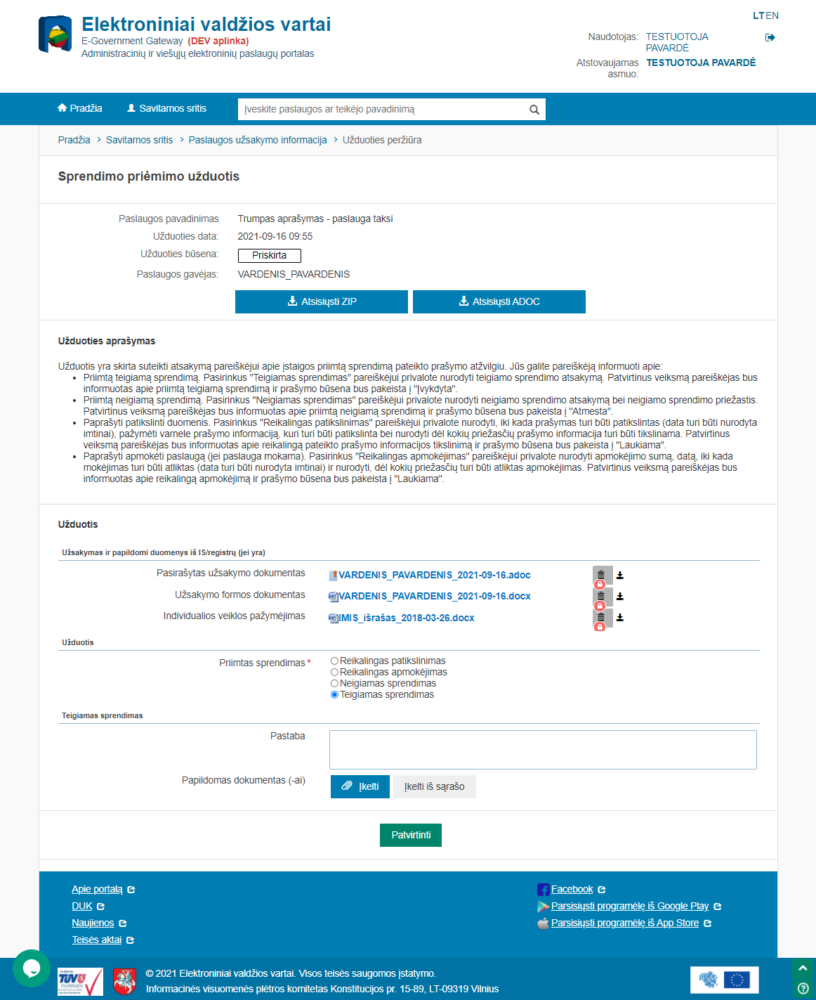 Elektroniniai valdžios vartai
E-Government Gateway (DEV aplinka)
Administracinių ir viešųjų elektroninių paslaugų portalas
LT EN
Naudotojas: TESTUOTOJA
PAVARDĖ
Atstovaujamas TESTUOTOJA PAVARDĖ
asmuo:
Pradžia Savitarnos sritis Įveskite paslaugos ar teikėjo pavadinimą
Pradžia > Savitarnos sritis > Paslaugos užsakymo informacija > Užduoties peržiūra
Sprendimo priėmimo užduotis
Paslaugos pavadinimas Trumpas aprašymas - paslauga taksi
Užduoties data: 2021-09-16 09:55
Užduoties būsena: Priskirta
Paslaugos gavėjas: VARDENIS_PAVARDENIS
Atsisiųsti ZIP Atsisiųsti ADOC
Užduoties aprašymas
Užduotis yra skirta suteikti atsakymą pareiškėjui apie įstaigos priimtą sprendimą pateikto prašymo atžvilgiu. Jūs galite pareiškėją informuoti apie:
• Priimtą teigiamą sprendimą. Pasirinkus "Teigiamas sprendimas" pareiškėjui privalote nurodyti teigiamo sprendimo atsakymą. Patvirtinus veiksmą pareiškėjas bus
informuotas apie priimtą teigiamą sprendimą ir prašymo būsena bus pakeista į "Įvykdyta".
• Priimtą neigiamą sprendimą. Pasirinkus "Neigiamas sprendimas" pareiškėjui privalote nurodyti neigiamo sprendimo atsakymą bei neigiamo sprendimo priežastis.
Patvirtinus veiksmą pareiškėjas bus informuotas apie priimtą neigiamą sprendimą ir prašymo būsena bus pakeista į "Atmesta".
• Paprašyti patikslinti duomenis. Pasirinkus "Reikalingas patikslinimas" pareiškėjui privalote nurodyti, iki kada prašymas turi būti patikslintas (data turi būti nurodyta
imtinai), pažymėti varnele prašymo informaciją, kuri turi būti patikslinta bei nurodyti dėl kokių priežasčių prašymo informacija turi būti tikslinama. Patvirtinus
veiksmą pareiškėjas bus informuotas apie reikalingą pateikto prašymo informacijos tikslinimą ir prašymo būsena bus pakeista į "Laukiama".
• Paprašyti apmokėti paslaugą (jei paslauga mokama). Pasirinkus "Reikalingas apmokėjimas" pareiškėjui privalote nurodyti apmokėjimo sumą, datą, iki kada
mokėjimas turi būti atliktas (data turi būti nurodyta imtinai) ir nurodyti, dėl kokių priežasčių turi būti atliktas apmokėjimas. Patvirtinus veiksmą pareiškėjas bus
informuotas apie reikalingą apmokėjimą ir prašymo būsena bus pakeista į "Laukiama".
Užduotis
Užsakymas ir papildomi duomenys iš IS/registrų (jei yra)
Pasirašytas užsakymo dokumentas VARDENIS_PAVARDENIS_2021-09-16.adoc
Užsakymo formos dokumentas VARDENIS_PAVARDENIS_2021-09-16.docx
Individualios veiklos pažymėjimas IMIS_išrašas_2018-03-26.docx
Užduotis
Priimtas sprendimas * Reikalingas patikslinimas
Reikalingas apmokėjimas
Neigiamas sprendimas
Teigiamas sprendimas
Teigiamas sprendimas
Pastaba
Papildomas dokumentas (-ai) Įkelti Įkelti iš sąrašo
Patvirtinti
Apie portalą
DUK
Naujienos
Teisės aktai
Facebook
Parsisiųsti programėlę iš Google Play
Parsisiųsti programėlę iš App Store
TÜV
THÜRINGEN
© 2021 Elektroniniai valdžios vartai. Visos teisės saugomos įstatymo.
Informacinės visuomenės plėtros komitetas Konstitucijos pr. 15-89, LT-09319 Vilnius